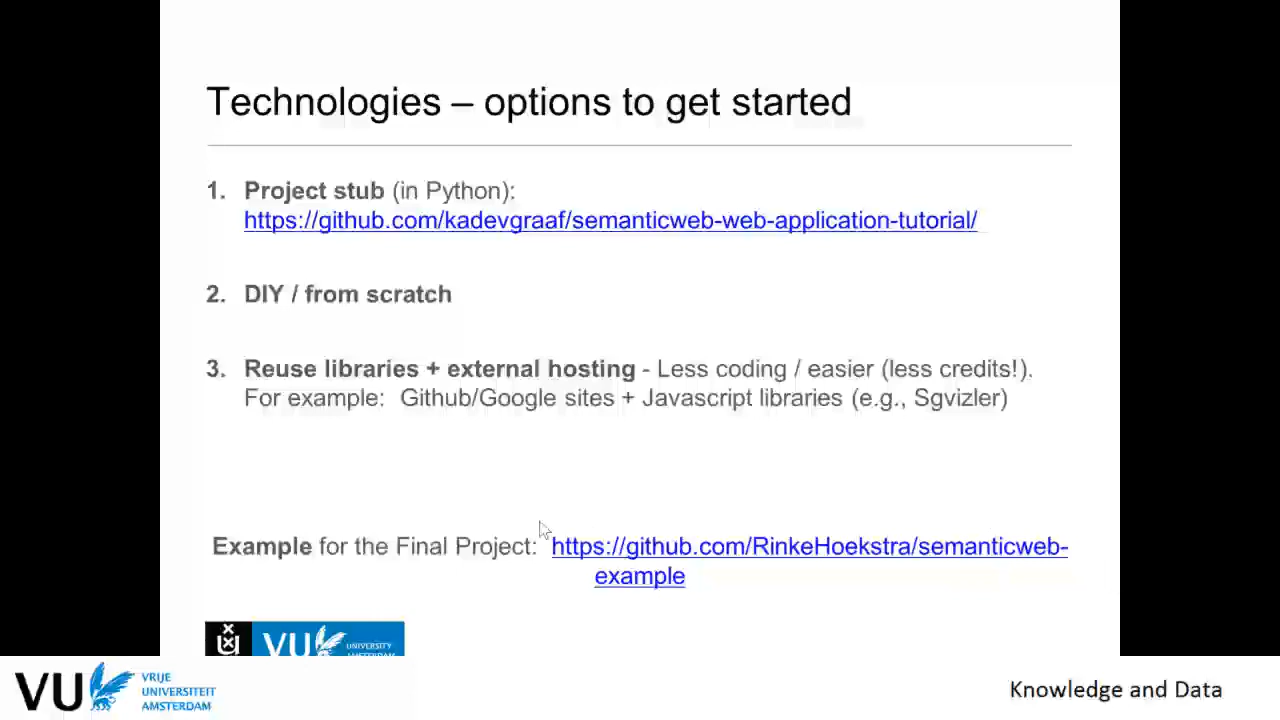 Technologies – options to get started
1. Project stub (in Python):
https://github.com/kadevgraaf/semanticweb-web-application-tutorial/
2. DIY / from scratch
3. Reuse libraries + external hosting - Less coding / easier (less credits!).
For example: Github/Google sites + Javascript libraries (e.g., Sgvizler)
Example for the Final Project: https://github.com/RinkeHoekstra/semanticweb-
example
VU UNIVERSITY
AMSTERDAM
VU VRIJE
UNIVERSITEIT
AMSTERDAM
Knowledge and Data